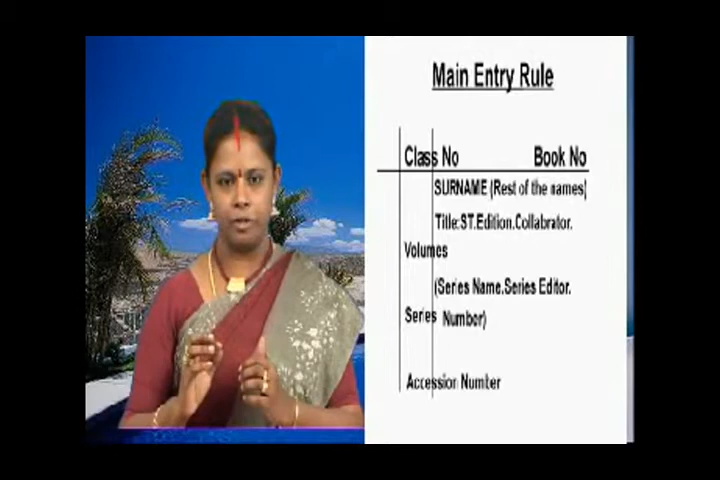 Main Entry Rule
Class No Book No
SURNAME (Rest of the names)
Title:ST.Edition.Collabrator.
Volumes
(Series Name.Series Editor.
Series Number)
Accession Number